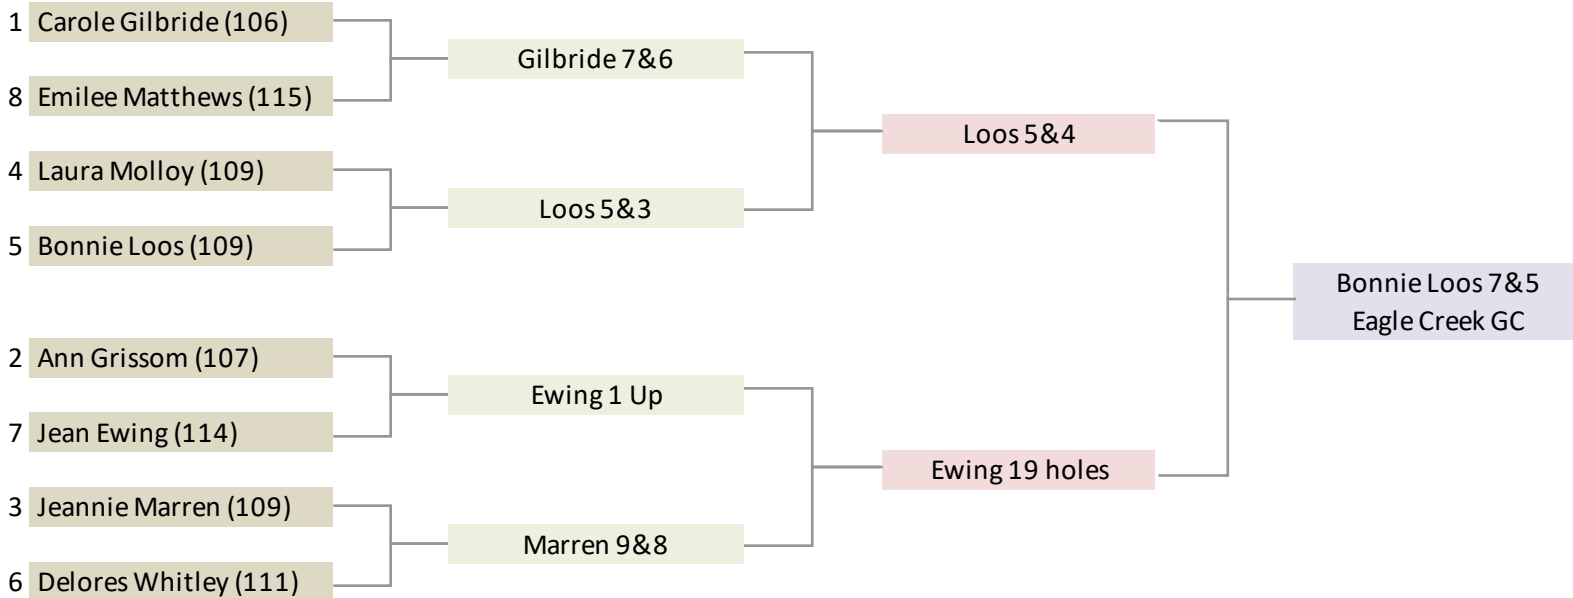 1 Carole Gilbride (106)
Gilbride 7&6
8 Emilee Matthews (115)
Loos 5&4
4 Laura Molloy (109)
Loos 5&3
5 Bonnie Loos (109)
Bonnie Loos 7&5
Eagle Creek GC
2 Ann Grissom (107)
Ewing 1 Up
7 Jean Ewing (114)
Ewing 19 holes
3 Jeannie Marren (109)
Marren 9&8
6 Delores Whitley (111)